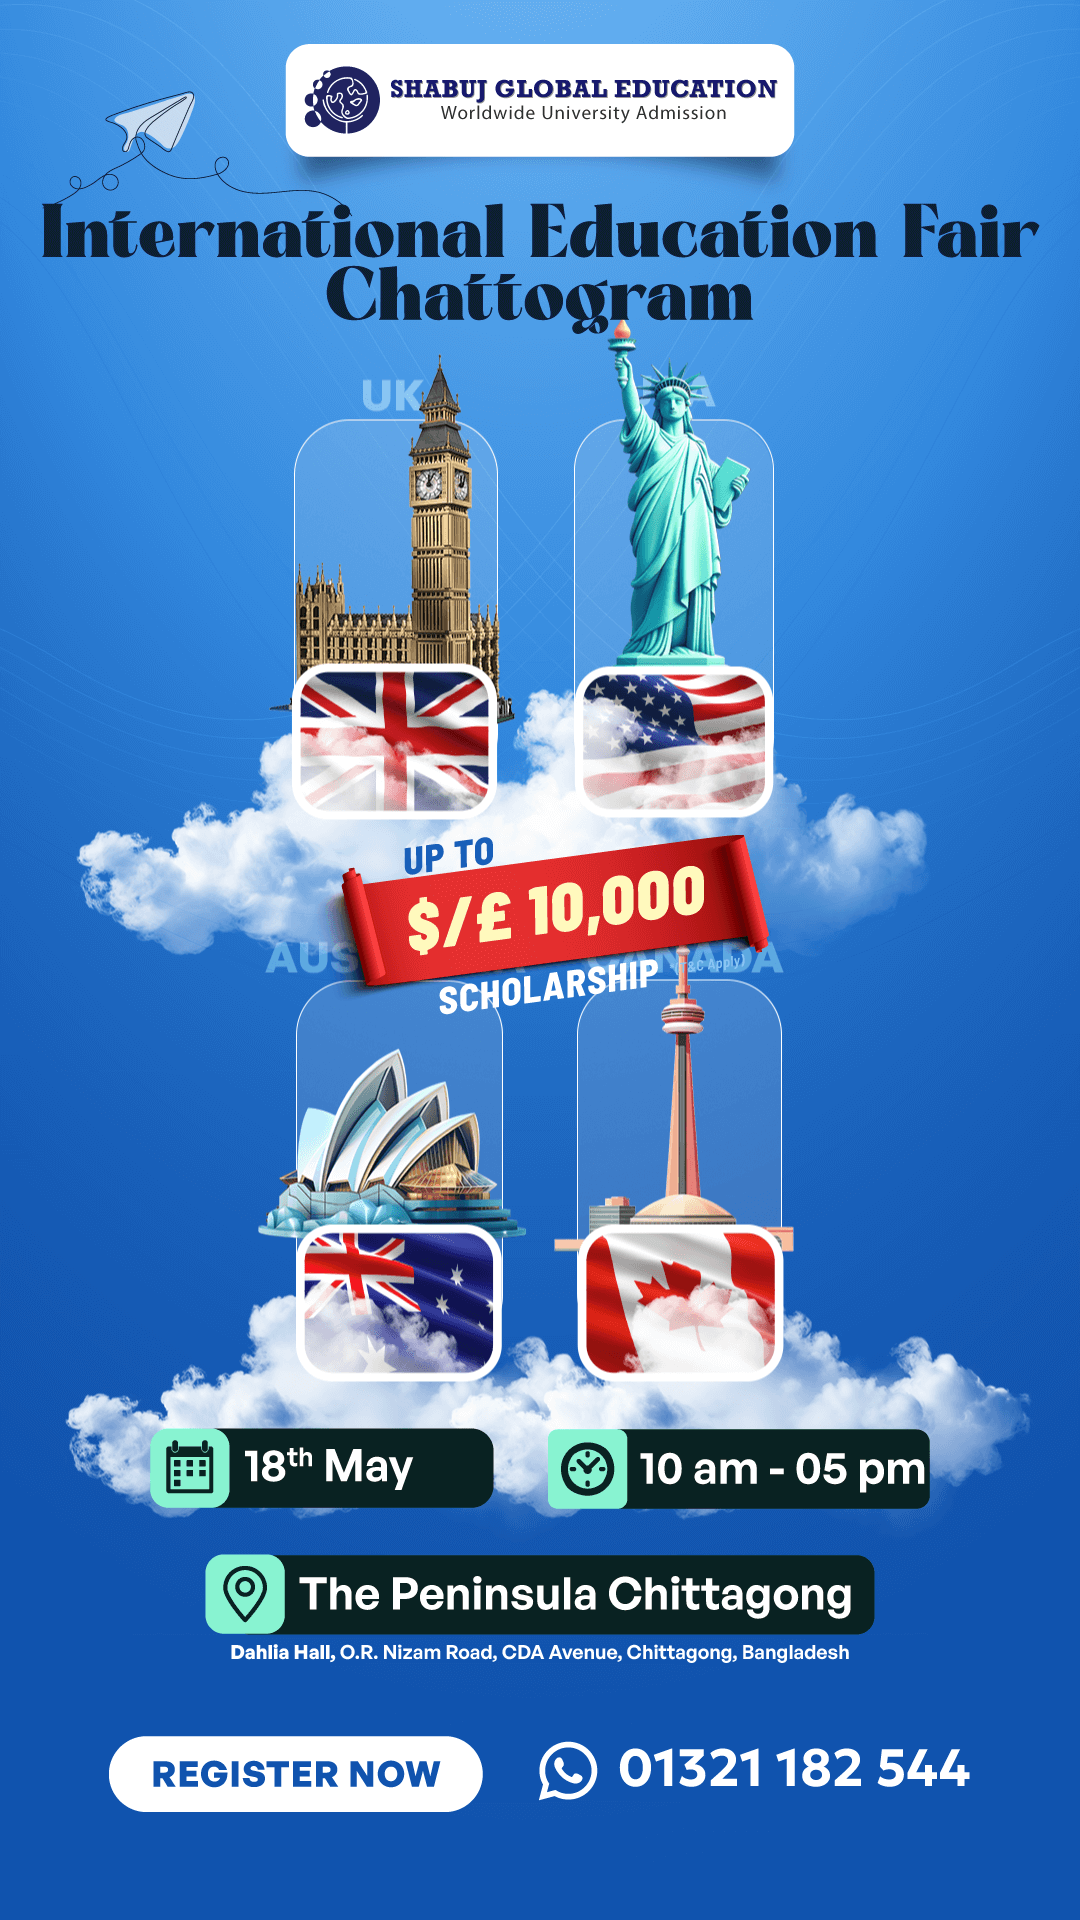 SHABUJ GLOBAL EDUCATION
Worldwide University Admission
International Education Fair
Chattogram
UK
UP TO
$/£ 10,000
SCHOLARSHIP
CANADA
18th May
10 am - 05 pm
The Peninsula Chittagong
Dahlia Hall, O.R. Nizam Road, CDA Avenue, Chittagong, Bangladesh
REGISTER NOW
01321 182 544